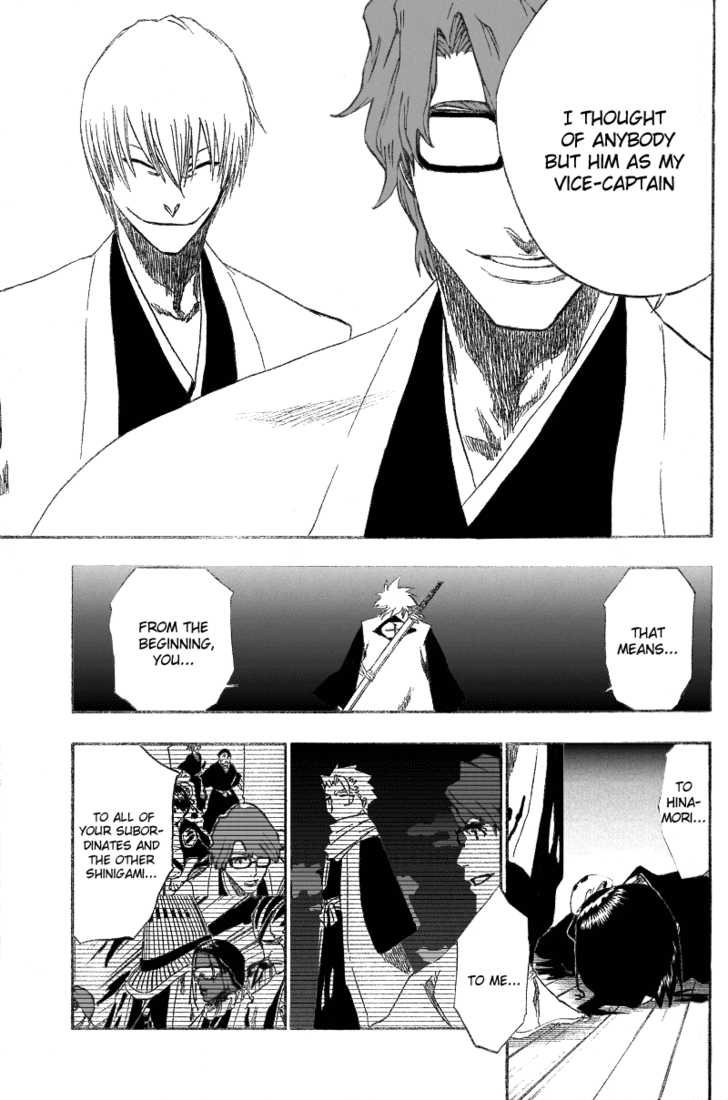 I THOUGHT
OF ANYBODY
BUT HIM AS MY
VICE-CAPTAIN
THAT
MEANS...
FROM THE
BEGINNING,
YOU...
TO
HINA-
MORI...
TO ME...
TO ALL OF
YOUR SUBOR-
DINATES AND
THE OTHER
SHINIGAMI...